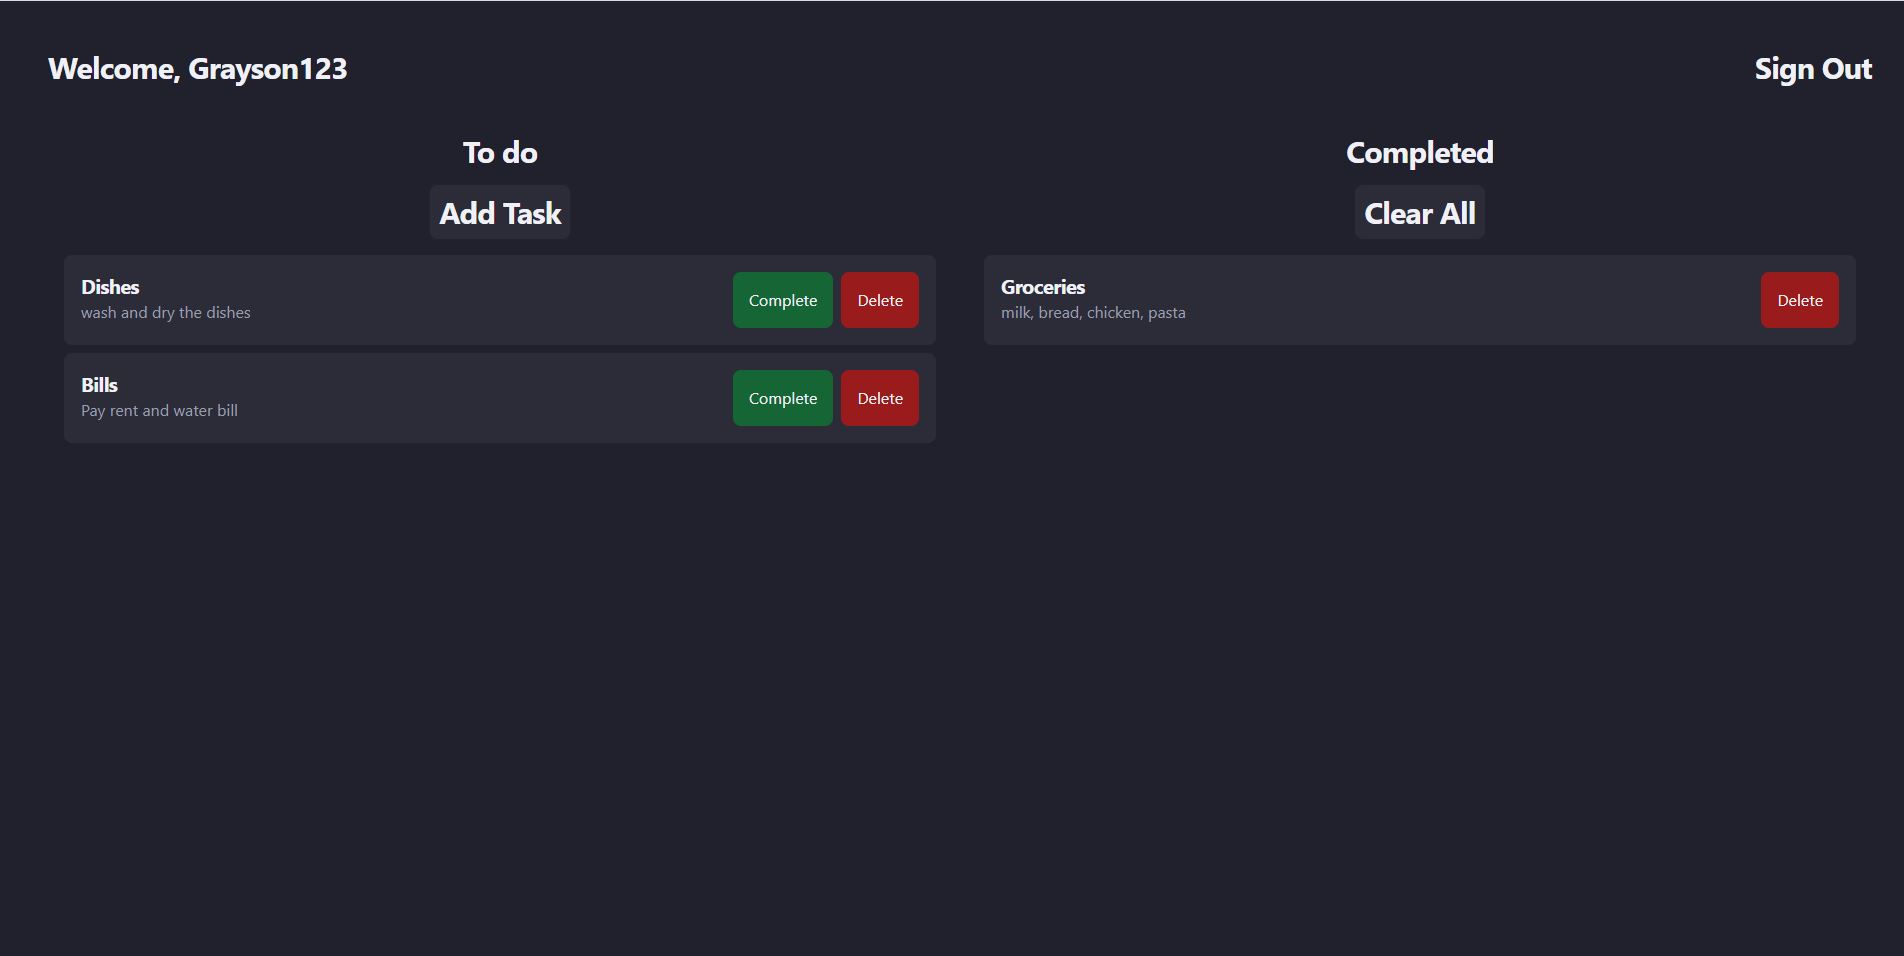 Welcome, Grayson123
Sign Out
To do
Add Task
Dishes
wash and dry the dishes
Complete
Delete
Bills
Pay rent and water bill
Complete
Delete
Completed
Clear All
Groceries
milk, bread, chicken, pasta
Delete